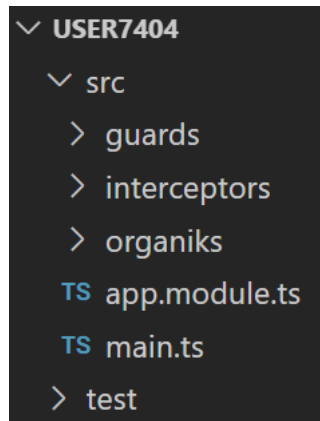 USER7404
src
guards
interceptors
organiks
TS app.module.ts
TS main.ts
test